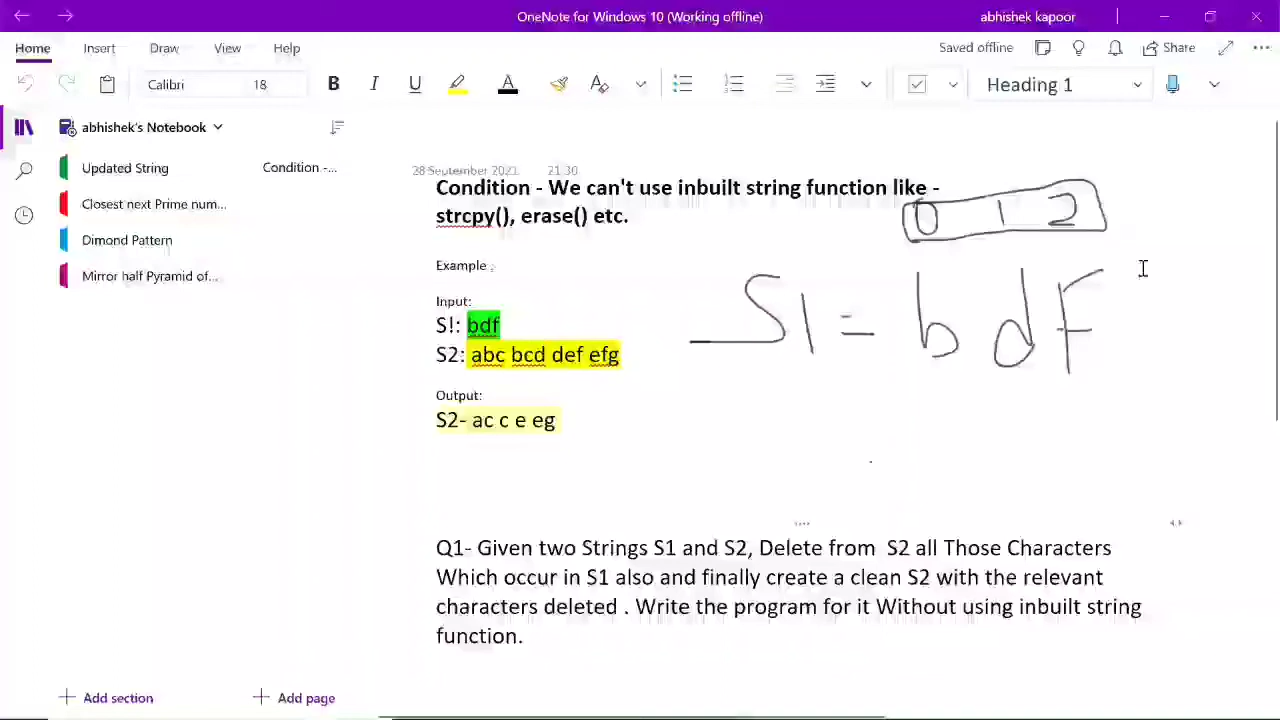 OneNote for Windows 10 (Working offline)
abhishek kapoor
Home Insert Draw View Help
Saved offline
Share
Calibri 18
B I U A
Heading 1
abhishek's Notebook
Updated String
Closest next Prime num...
Dimond Pattern
Mirror half Pyramid of...
Condition -...
28 September 2021 21:30
Condition - We can't use inbuilt string function like -
strcpy(), erase() etc.
0 1 2
Example :
Input:
S!: bdf
S2: abc bcd def efg
S1 = b d F
Output:
S2- ac c e eg
Q1- Given two Strings S1 and S2, Delete from S2 all Those Characters
Which occur in S1 also and finally create a clean S2 with the relevant
characters deleted . Write the program for it Without using inbuilt string
function.
+ Add section
+ Add page